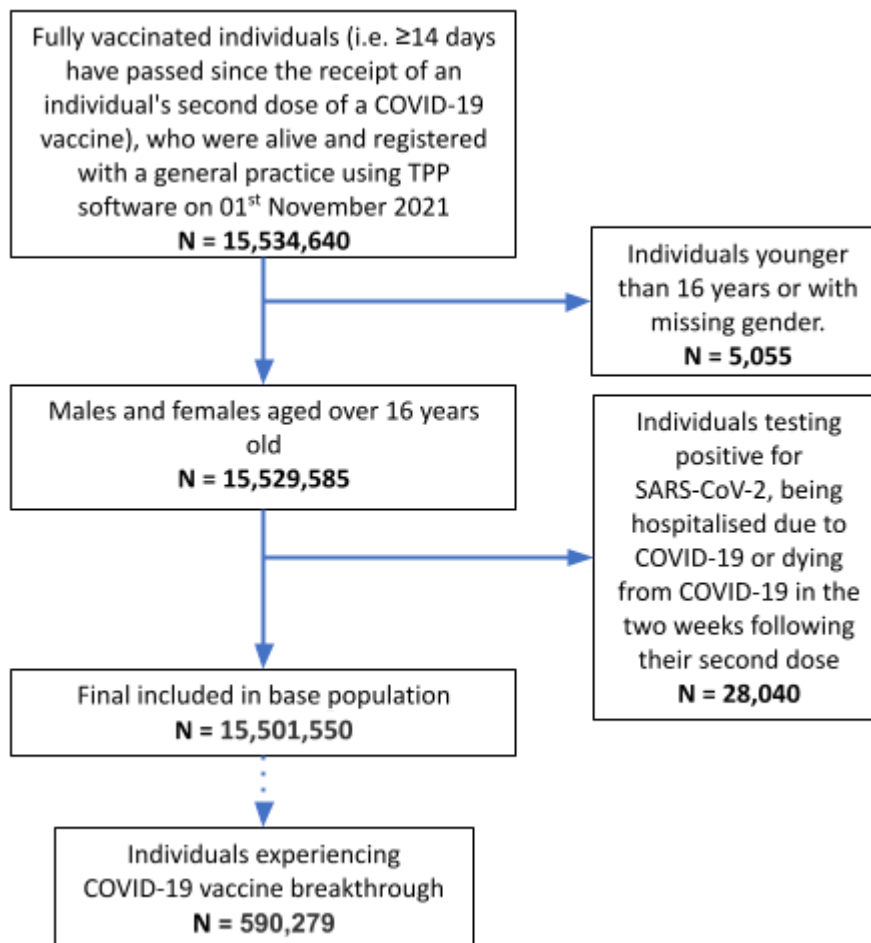 Fully vaccinated individuals (i.e. ≥14 days
have passed since the receipt of an
individual's second dose of a COVID-19
vaccine), who were alive and registered
with a general practice using TPP
software on 01st November 2021
N = 15,534,640
Individuals younger
than 16 years or with
missing gender.
N = 5,055
Males and females aged over 16 years
old
N = 15,529,585
Individuals testing
positive for
SARS-CoV-2, being
hospitalised due to
COVID-19 or dying
from COVID-19 in the
two weeks following
their second dose
N = 28,040
Final included in base population
N = 15,501,550
Individuals experiencing
COVID-19 vaccine breakthrough
N = 590,279